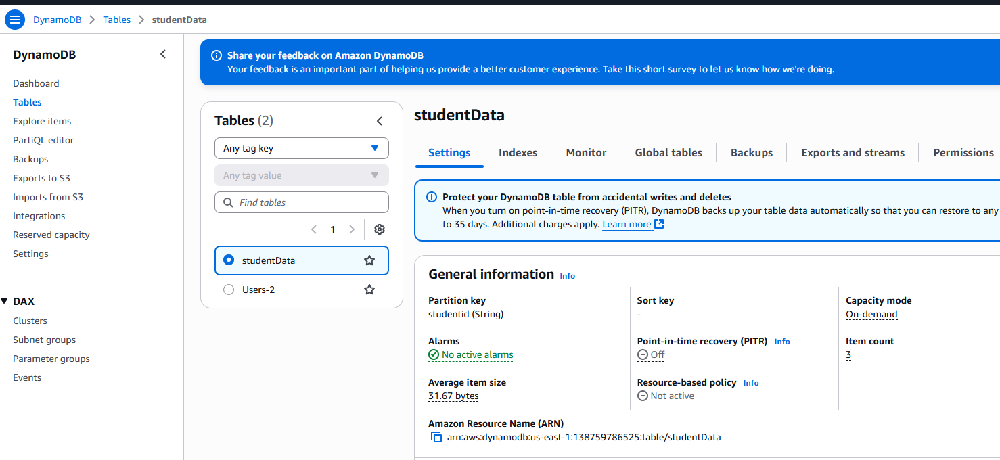 DynamoDB > Tables > studentData
DynamoDB
Dashboard
Tables
Explore items
PartiQL editor
Backups
Exports to S3
Imports from S3
Integrations
Reserved capacity
Settings
DAX
Clusters
Subnet groups
Parameter groups
Events
Share your feedback on Amazon DynamoDB
Your feedback is an important part of helping us provide a better customer experience. Take this short survey to let us know how we're doing.
Tables (2)
Any tag key
Any tag value
Find tables
1
studentData
Users-2
studentData
Settings Indexes Monitor Global tables Backups Exports and streams Permissions
Protect your DynamoDB table from accidental writes and deletes
When you turn on point-in-time recovery (PITR), DynamoDB backs up your table data automatically so that you can restore to any
to 35 days. Additional charges apply. Learn more
General information Info
Partition key
studentid (String)
Sort key
-
Capacity mode
On-demand
Alarms
No active alarms
Point-in-time recovery (PITR) Info
Off
Item count
3
Average item size
31.67 bytes
Resource-based policy Info
Not active
Amazon Resource Name (ARN)
arn:aws:dynamodb:us-east-1:138759786525:table/studentData